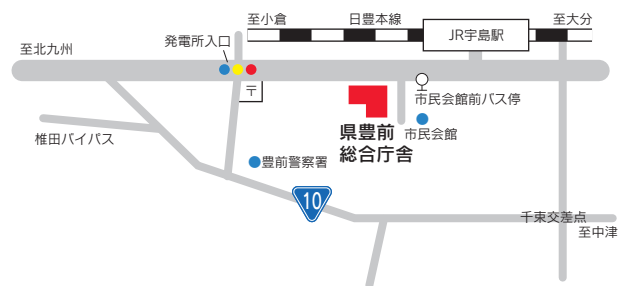 至小倉
日豊本線
至大分
発電所入口
JR宇島駅
至北九州
〒
市民会館前バス停
椎田バイパス
県豊前
総合庁舎
市民会館
豊前警察署
10
千束交差点
至中津